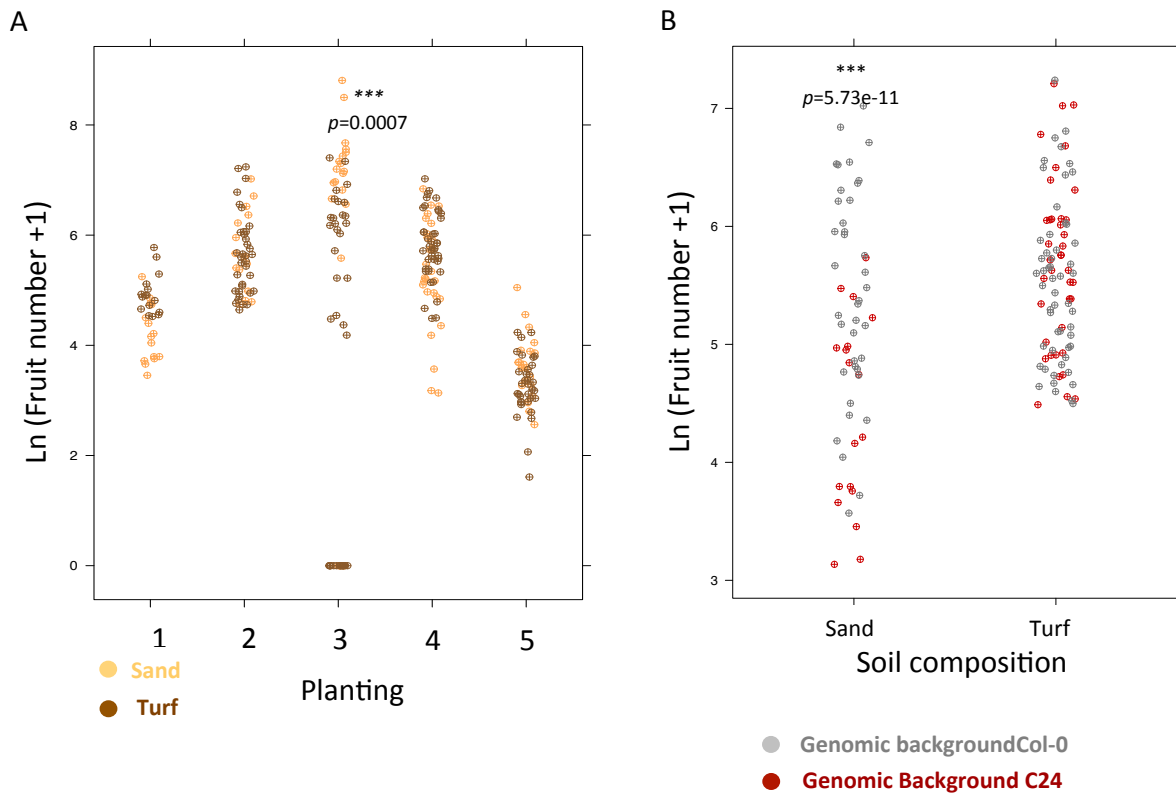 A
Ln (Fruit number +1)
8
6
4
2
0
***
p=0.0007
1 2 3 4 5
Planting
Sand
Turf
B
Ln (Fruit number +1)
7
6
5
4
3
***
p=5.73e-11
Sand Turf
Soil composition
Genomic backgroundCol-0
Genomic Background C24